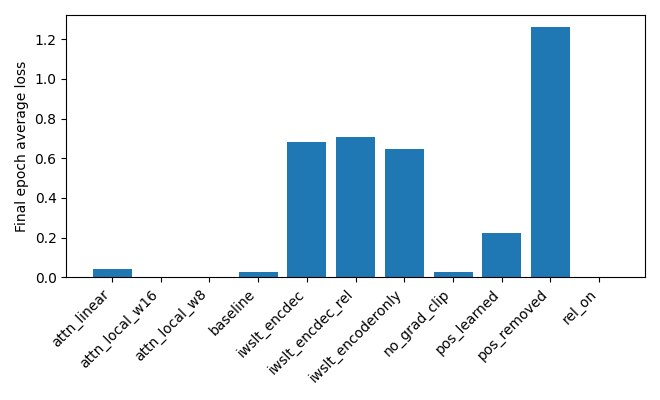 Final epoch average loss
1.2
1.0
0.8
0.6
0.4
0.2
0.0
attn_linear
attn_local_w16
attn_local_w8
baseline
iwslt_encdec
iwslt_encdec_rel
iwslt_encoderonly
no_grad_clip
pos_learned
pos_removed
rel_on